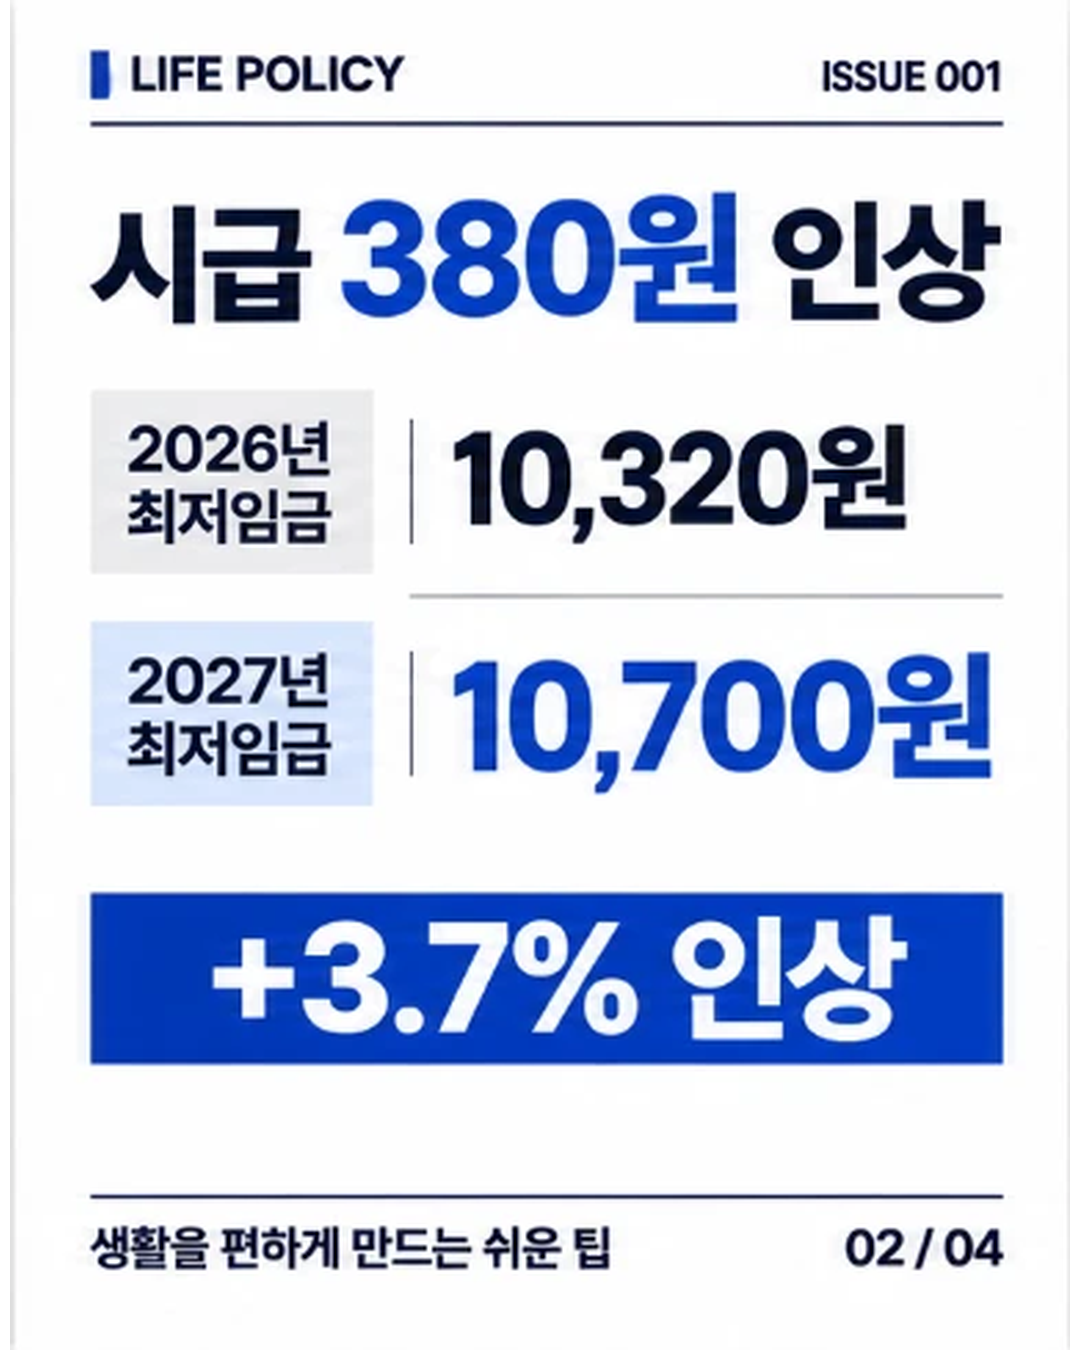 LIFE POLICY
ISSUE 001
시급 380원 인상
2026년
최저임금
10,320원
2027년
최저임금
10,700원
+3.7% 인상
생활을 편하게 만드는 쉬운 팁
02 / 04